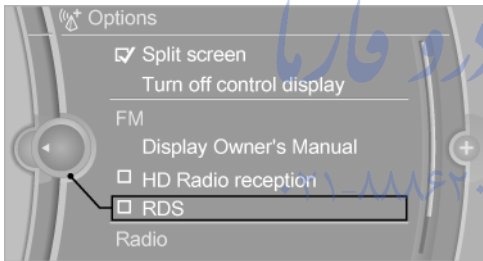 Options
Split screen
Turn off control display
FM
Display Owner's Manual
HD Radio reception
RDS
Radio